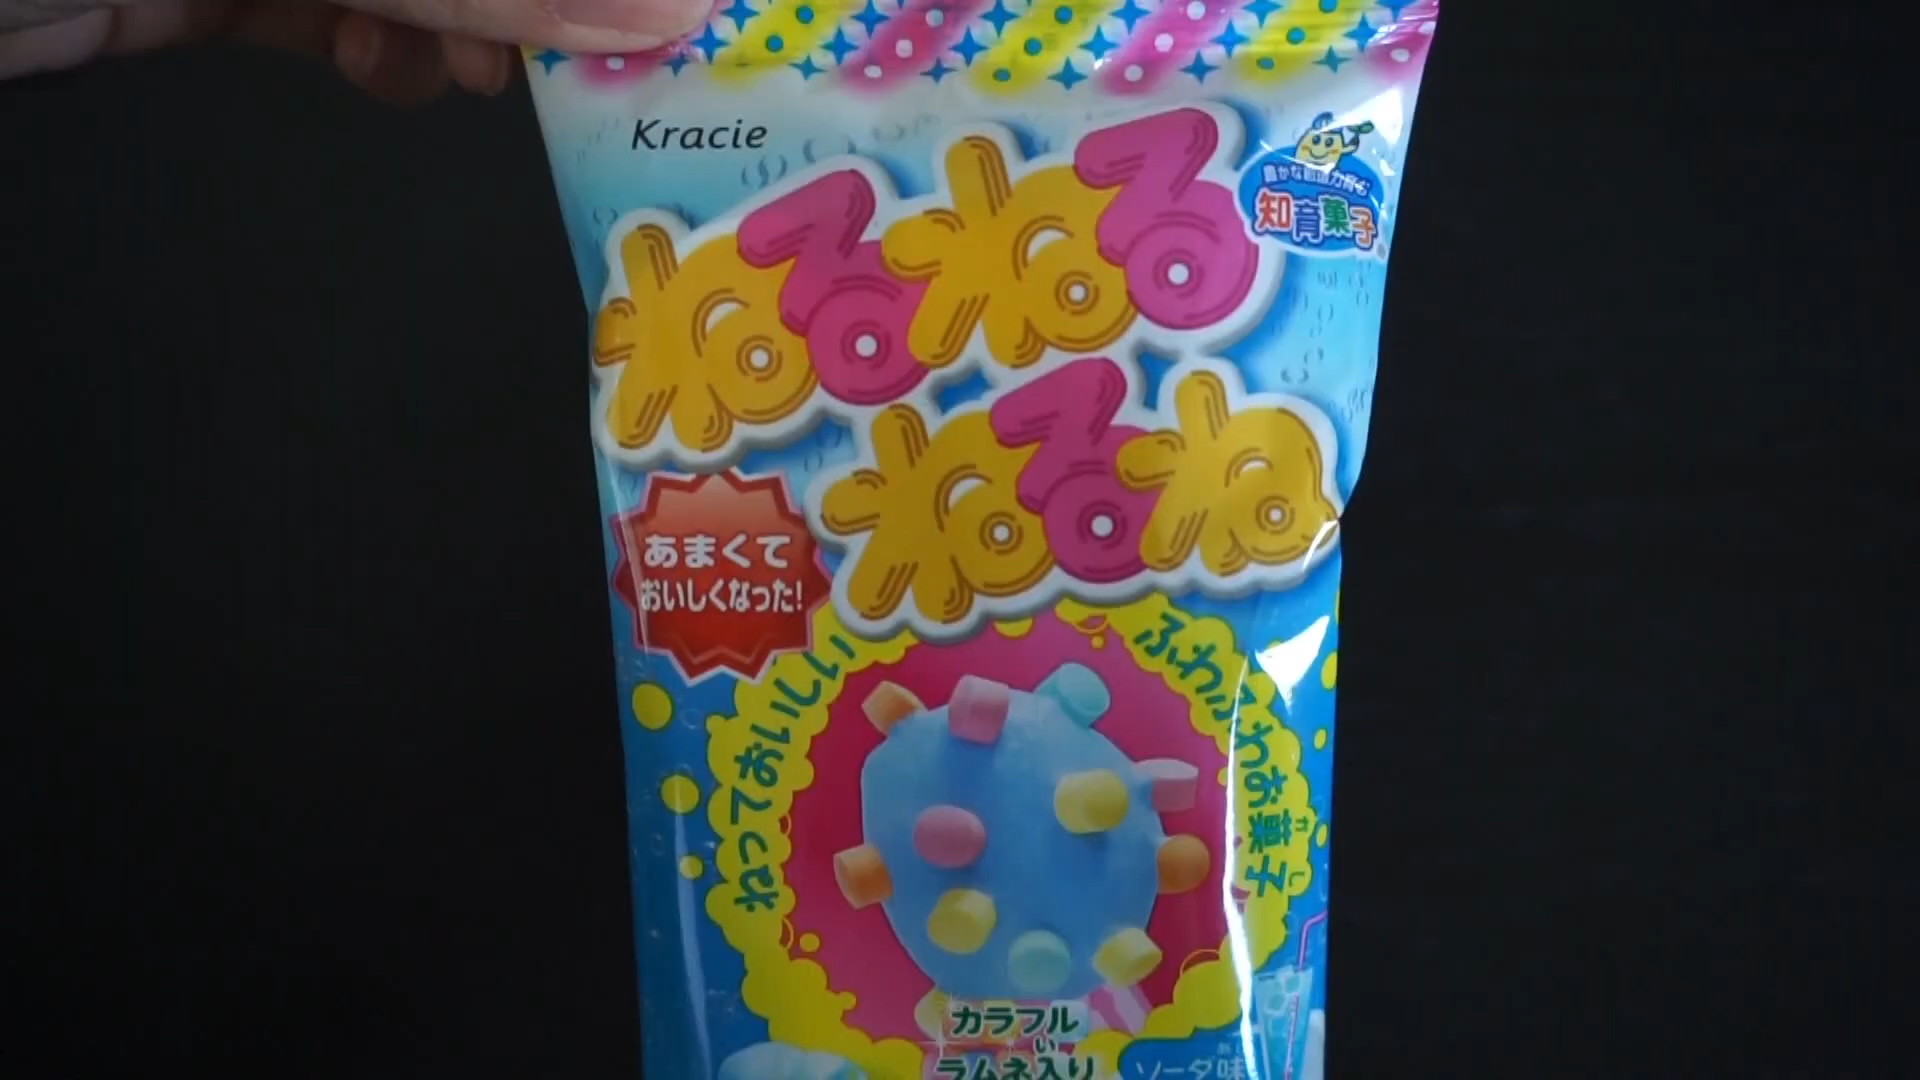 Kracie
豊かな創造力育む
知育菓子
ねるねる
ねるね
あまくて
おいしくなった!
ねっておいしい
ふわふわお菓子
カラフル
ラムネ入り
ソーダ味